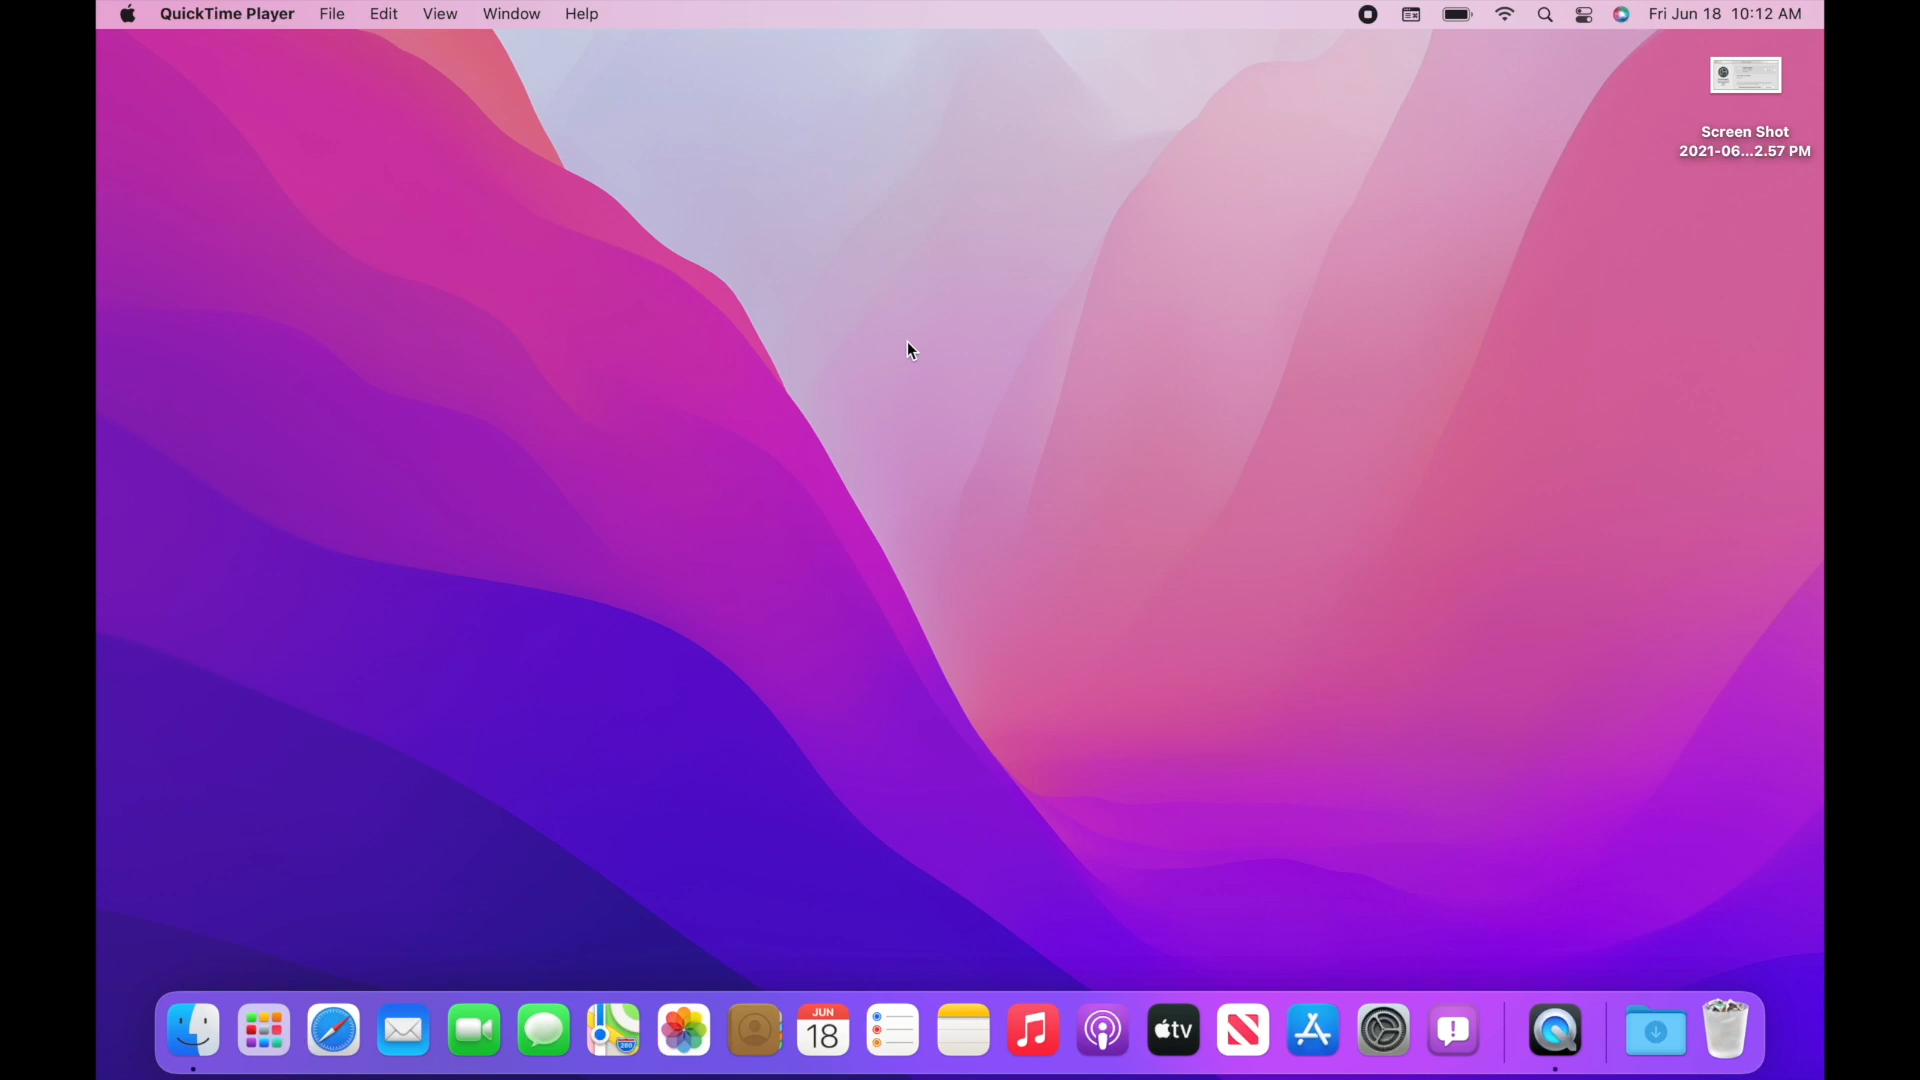 QuickTime Player File Edit View Window Help Fri Jun 18 10:12 AM
Screen Shot
2021-06...2.57 PM
JUN
18
280
tv